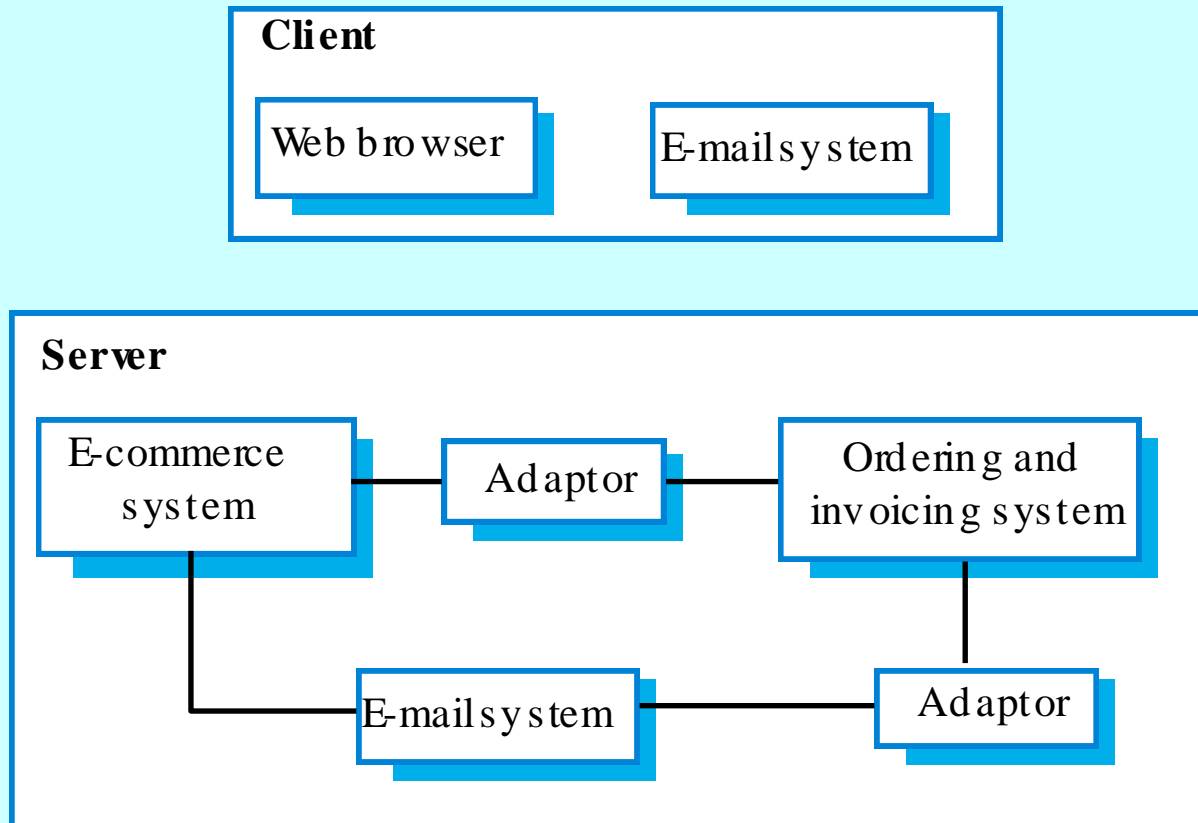 Client
Web browser
E-mail system
Server
E-commerce
system
Adaptor
Ordering and
invoicing system
E-mail system
Adaptor